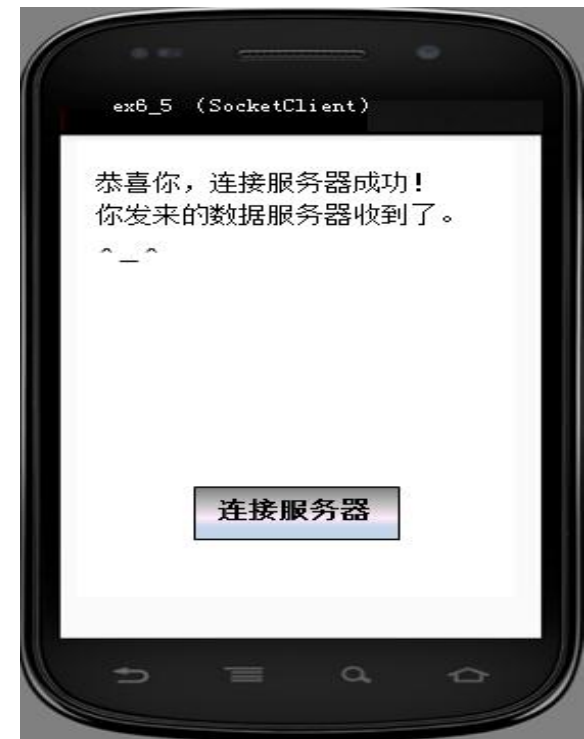 ex6_5 （SocketClient）
恭喜你，连接服务器成功！
你发来的数据服务器收到了。
^_^
连接服务器